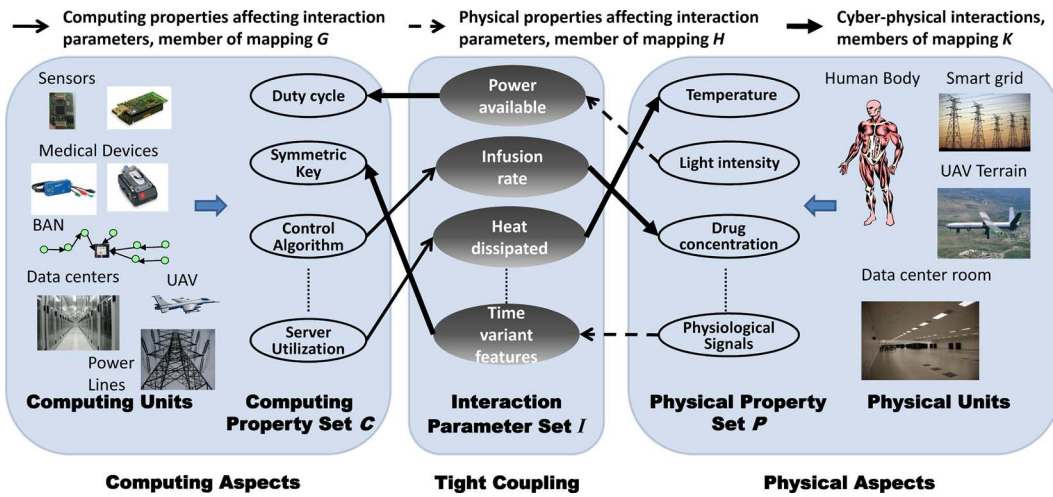 Computing properties affecting interaction
parameters, member of mapping G
Physical properties affecting interaction
parameters, member of mapping H
Cyber-physical interactions,
members of mapping K
Sensors
Medical Devices
BAN
Data centers
UAV
Power
Lines
Computing Units
Duty cycle
Symmetric
Key
Control
Algorithm
Server
Utilization
Computing
Property Set C
Power
available
Infusion
rate
Heat
dissipated
Time
variant
features
Interaction
Parameter Set I
Temperature
Light intensity
Drug
concentration
Physiological
Signals
Physical Property
Set P
Human Body
Smart grid
UAV Terrain
Data center room
Physical Units
Computing Aspects
Tight Coupling
Physical Aspects